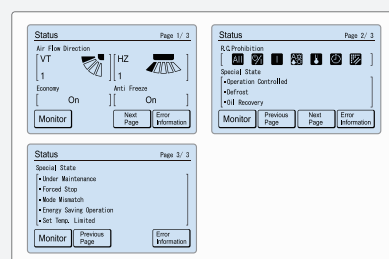 Status Page 1/ 3
Air Flow Direction
[VT ][HZ ]
1 1
Economy Anti Freeze
[ On ][ On ]
Monitor Next Page Error Information
Status Page 2/ 3
R.C.Prohibition
[ All ]
Special State
• Operation Controlled
• Defrost
• Oil Recovery
Monitor Previous Page Next Page Error Information
Status Page 3/ 3
Special State
• Under Maintenance
• Forced Stop
• Mode Mismatch
• Energy Saving Operation
• Set Temp. Limited
Monitor Previous Page Error Information